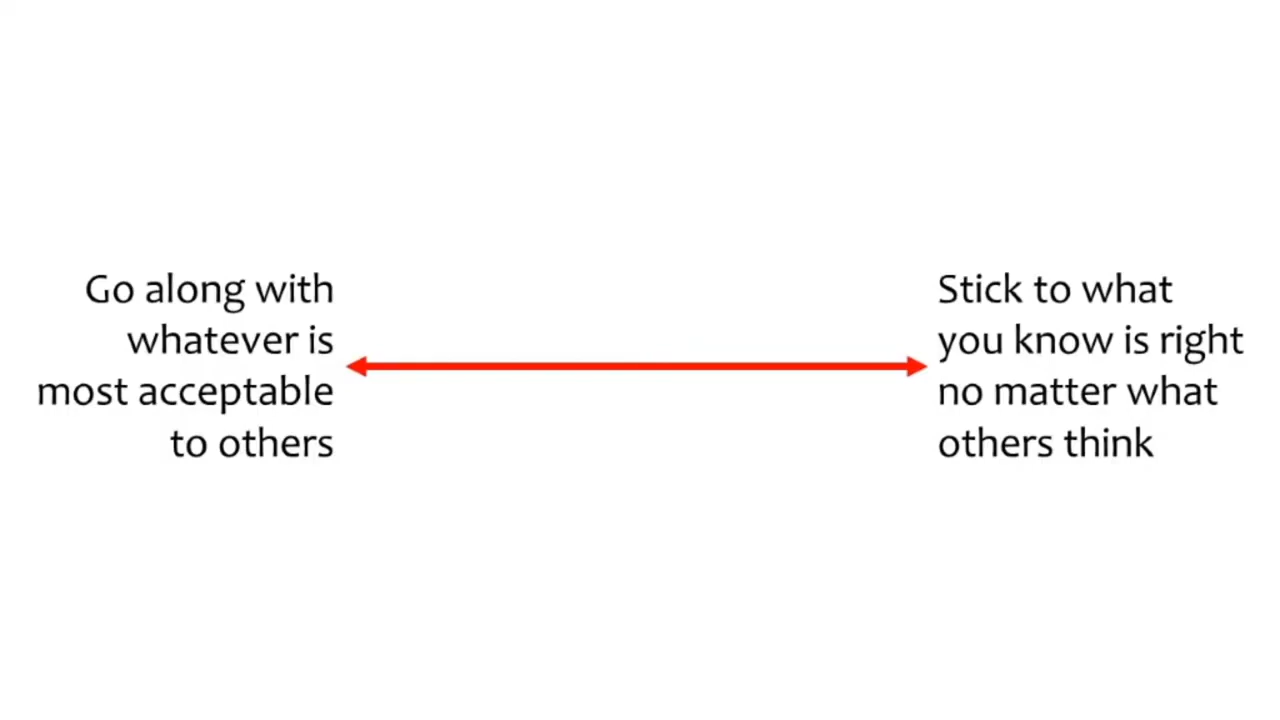 Go along with
whatever is
most acceptable
to others
Stick to what
you know is right
no matter what
others think